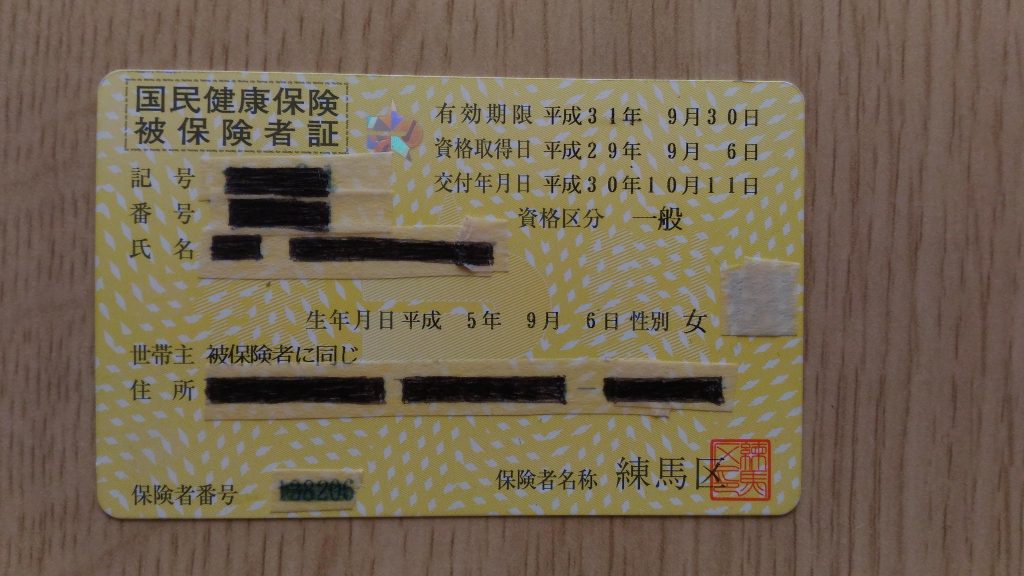 国民健康保険
被保険者証
有効期限 平成31年 9月30日
資格取得日 平成29年 9月 6日
交付年月日 平成30年10月11日
資格区分 一般
記号
番号
氏名
生年月日 平成 5年 9月 6日 性別 女
世帯主 被保険者に同じ
住所
保険者番号
保険者名称 練馬区